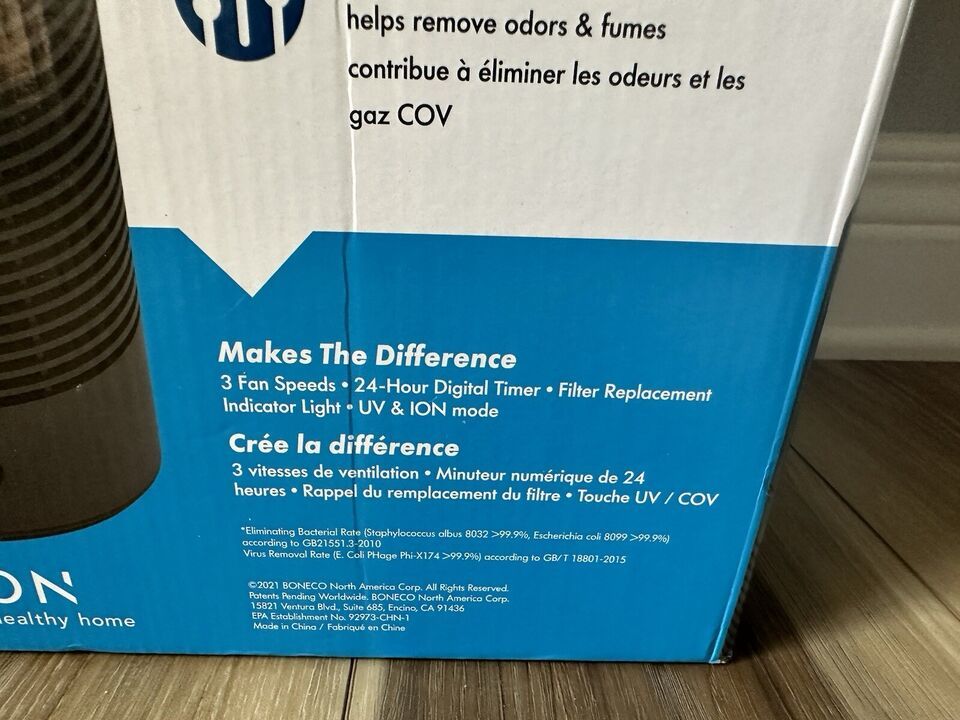 helps remove odors & fumes
contribue à éliminer les odeurs et les
gaz COV
Makes The Difference
3 Fan Speeds • 24-Hour Digital Timer • Filter Replacement
Indicator Light • UV & ION mode
Crée la différence
3 vitesses de ventilation • Minuteur numérique de 24
heures • Rappel du remplacement du filtre • Touche UV / COV
*Eliminating Bacterial Rate (Staphylococcus albus 8032 >99.9%, Escherichia coli 8099 >99.9%)
according to GB21551.3-2010
Virus Removal Rate (E. Coli PHage Phi-X174 >99.9%) according to GB/T 18801-2015
©2021 BONECO North America Corp. All Rights Reserved.
Patents Pending Worldwide. BONECO North America Corp.
15821 Ventura Blvd., Suite 685, Encino, CA 91436
EPA Establishment No. 92973-CHN-1
Made in China / Fabriqué en Chine
ON
healthy home